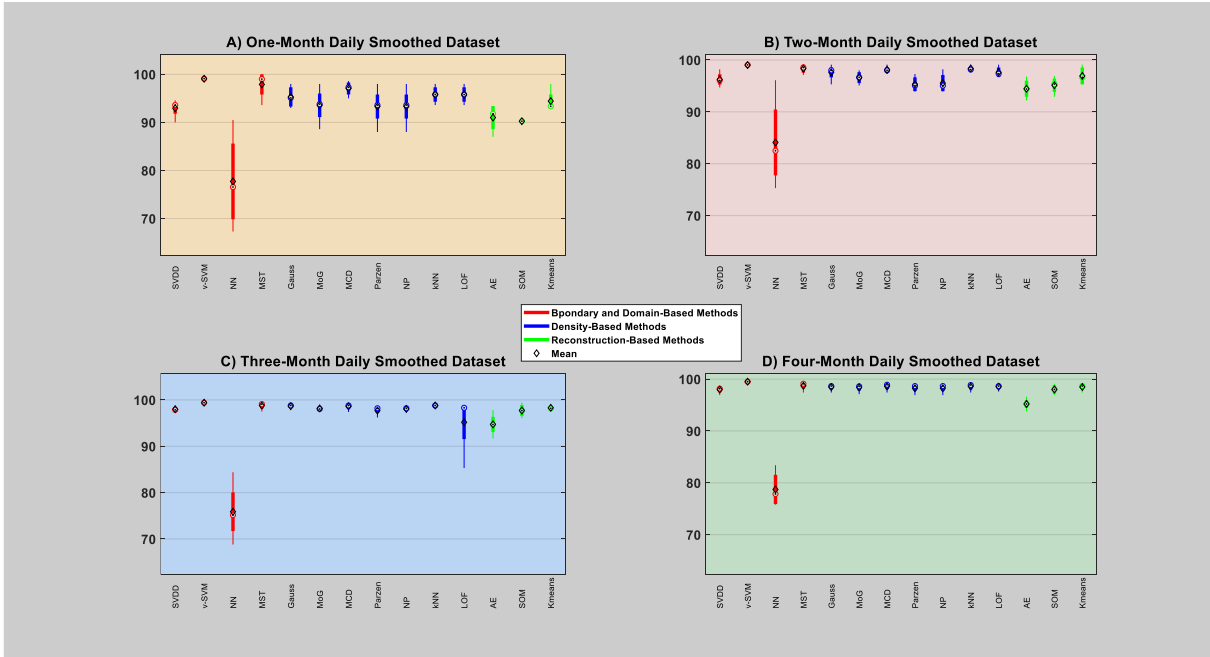 A) One-Month Daily Smoothed Dataset
100
90
80
70
SVDD
v-SVM
NN
MST
Gauss
MoG
MCD
Parzen
NP
kNN
LOF
AE
SOM
Kmeans
B) Two-Month Daily Smoothed Dataset
100
90
80
70
SVDD
v-SVM
NN
MST
Gauss
MoG
MCD
Parzen
NP
kNN
LOF
AE
SOM
Kmeans
Bpondary and Domain-Based Methods
Density-Based Methods
Reconstruction-Based Methods
Mean
C) Three-Month Daily Smoothed Dataset
100
90
80
70
SVDD
v-SVM
NN
MST
Gauss
MoG
MCD
Parzen
NP
kNN
LOF
AE
SOM
Kmeans
D) Four-Month Daily Smoothed Dataset
100
90
80
70
SVDD
v-SVM
NN
MST
Gauss
MoG
MCD
Parzen
NP
kNN
LOF
AE
SOM
Kmeans